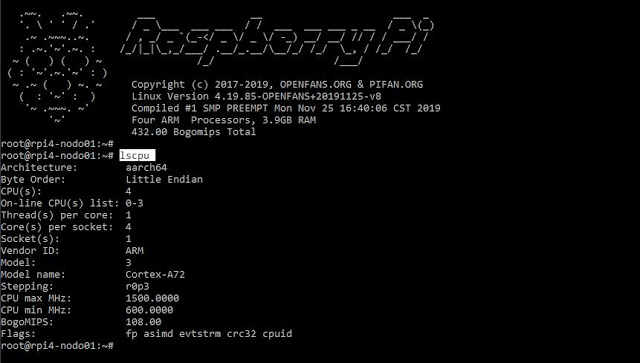 Raspberry Pi
Copyright (c) 2017-2019, OPENFANS.ORG & PIFAN.ORG
Linux Version 4.19.85-OPENFANS+20191125-v8
Compiled #1 SMP PREEMPT Mon Nov 25 16:40:06 CST 2019
Four ARM  Processors, 3.9GB RAM
432.00 Bogomips Total
root@rpi4-nodo01:~#
root@rpi4-nodo01:~# lscpu
Architecture: aarch64
Byte Order: Little Endian
CPU(s): 4
On-line CPU(s) list: 0-3
Thread(s) per core: 1
Core(s) per socket: 4
Socket(s): 1
Vendor ID: ARM
Model: 3
Model name: Cortex-A72
Stepping: r0p3
CPU max MHz: 1500.0000
CPU min MHz: 600.0000
BogoMIPS: 108.00
Flags: fp asimd evtstrm crc32 cpuid
root@rpi4-nodo01:~#